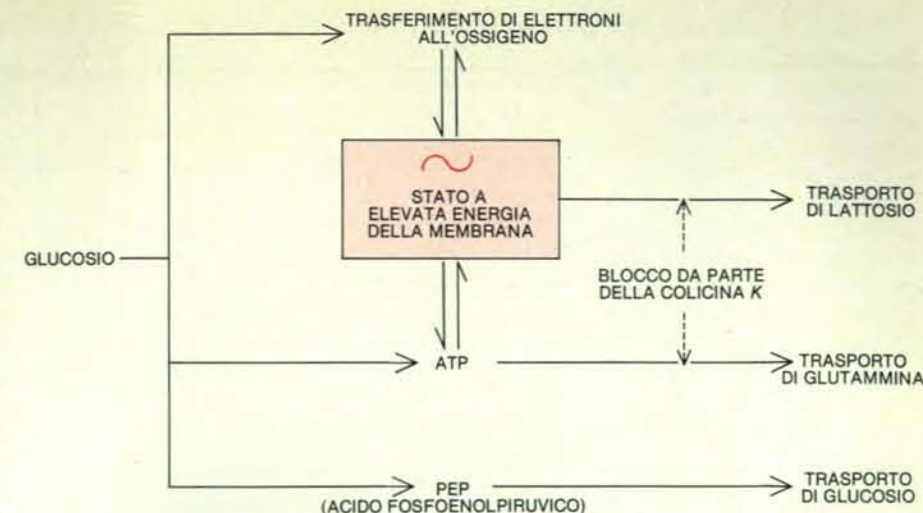 TRASFERIMENTO DI ELETTRONI
ALL'OSSIGENO
~
STATO A
ELEVATA ENERGIA
DELLA MEMBRANA
TRASPORTO
DI LATTOSIO
GLUCOSIO
BLOCCO DA PARTE
DELLA COLICINA K
ATP
TRASPORTO
DI GLUTAMMINA
PEP
(ACIDO FOSFOENOLPIRUVICO)
TRASPORTO
DI GLUCOSIO